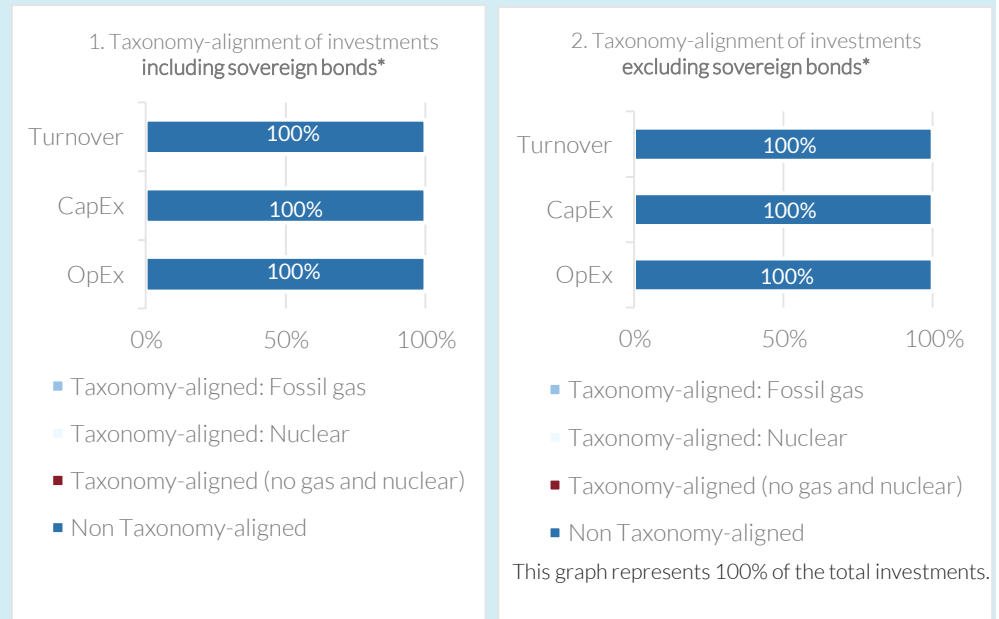 1. Taxonomy-alignment of investments
including sovereign bonds*
Turnover
100%
CapEx
100%
OpEx
100%
0%
50%
100%
Taxonomy-aligned: Fossil gas
Taxonomy-aligned: Nuclear
Taxonomy-aligned (no gas and nuclear)
Non Taxonomy-aligned
2. Taxonomy-alignment of investments
excluding sovereign bonds*
Turnover
100%
CapEx
100%
OpEx
100%
0%
50%
100%
Taxonomy-aligned: Fossil gas
Taxonomy-aligned: Nuclear
Taxonomy-aligned (no gas and nuclear)
Non Taxonomy-aligned
This graph represents 100% of the total investments.